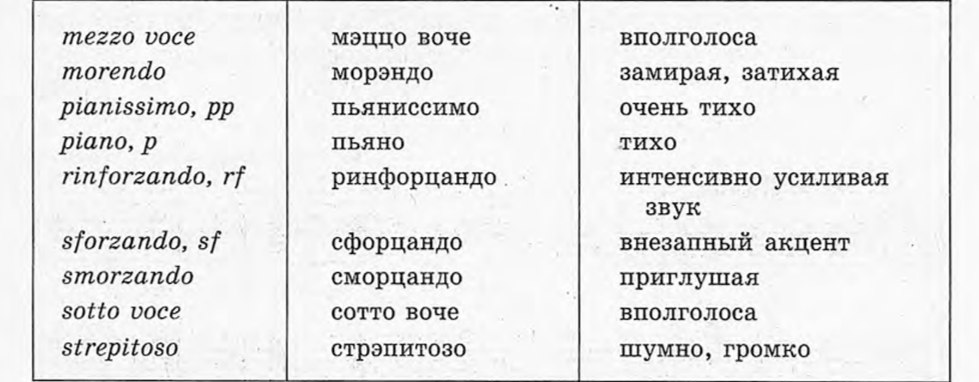 mezzo voce мэццо воче вполголоса
morendo морэндо замирая, затихая
pianissimo, pp пьяниссимо очень тихо
piano, p пьяно тихо
rinforzando, rf ринфорцандо интенсивно усиливая
звук
sforzando, sf сфорцандо внезапный акцент
smorzando сморцандо приглушая
sotto voce сотто воче вполголоса
strepitoso стрэпитозо шумно, громко